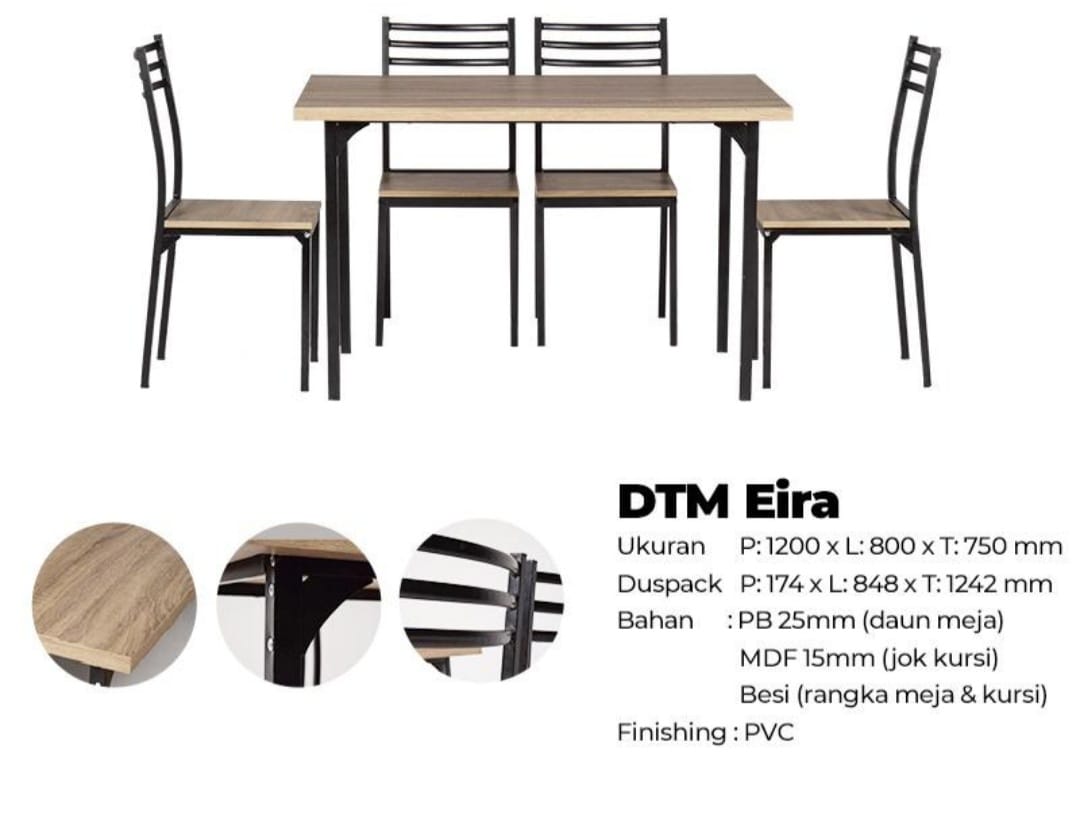 DTM Eira
Ukuran P: 1200 x L: 800 x T: 750 mm
Duspack P: 174 x L: 848 x T: 1242 mm
Bahan : PB 25mm (daun meja)
MDF 15mm (jok kursi)
Besi (rangka meja & kursi)
Finishing : PVC